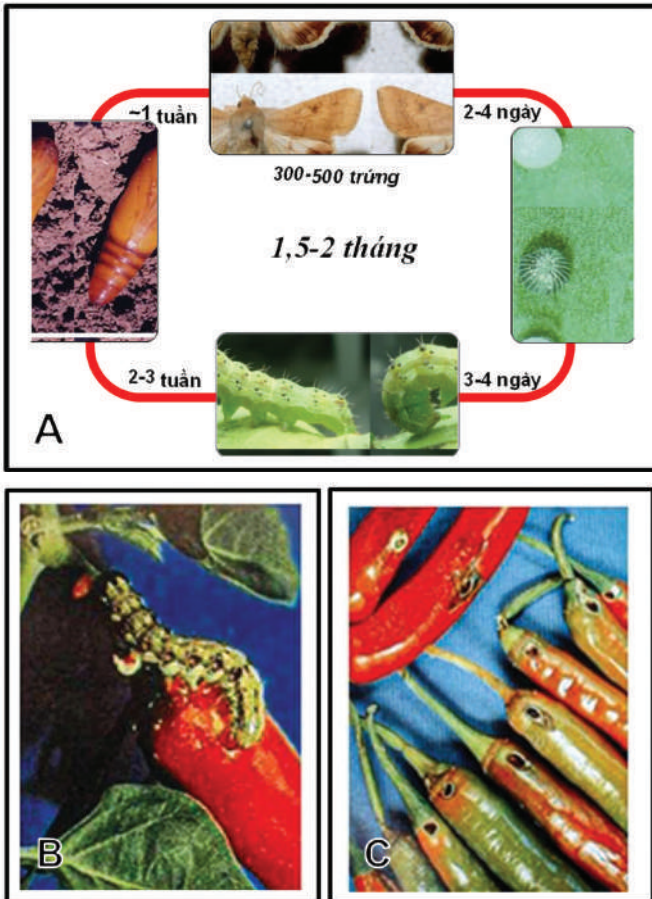 ~1 tuần
2-4 ngày
300-500 trứng
1,5-2 tháng
2-3 tuần
3-4 ngày
A
B
C